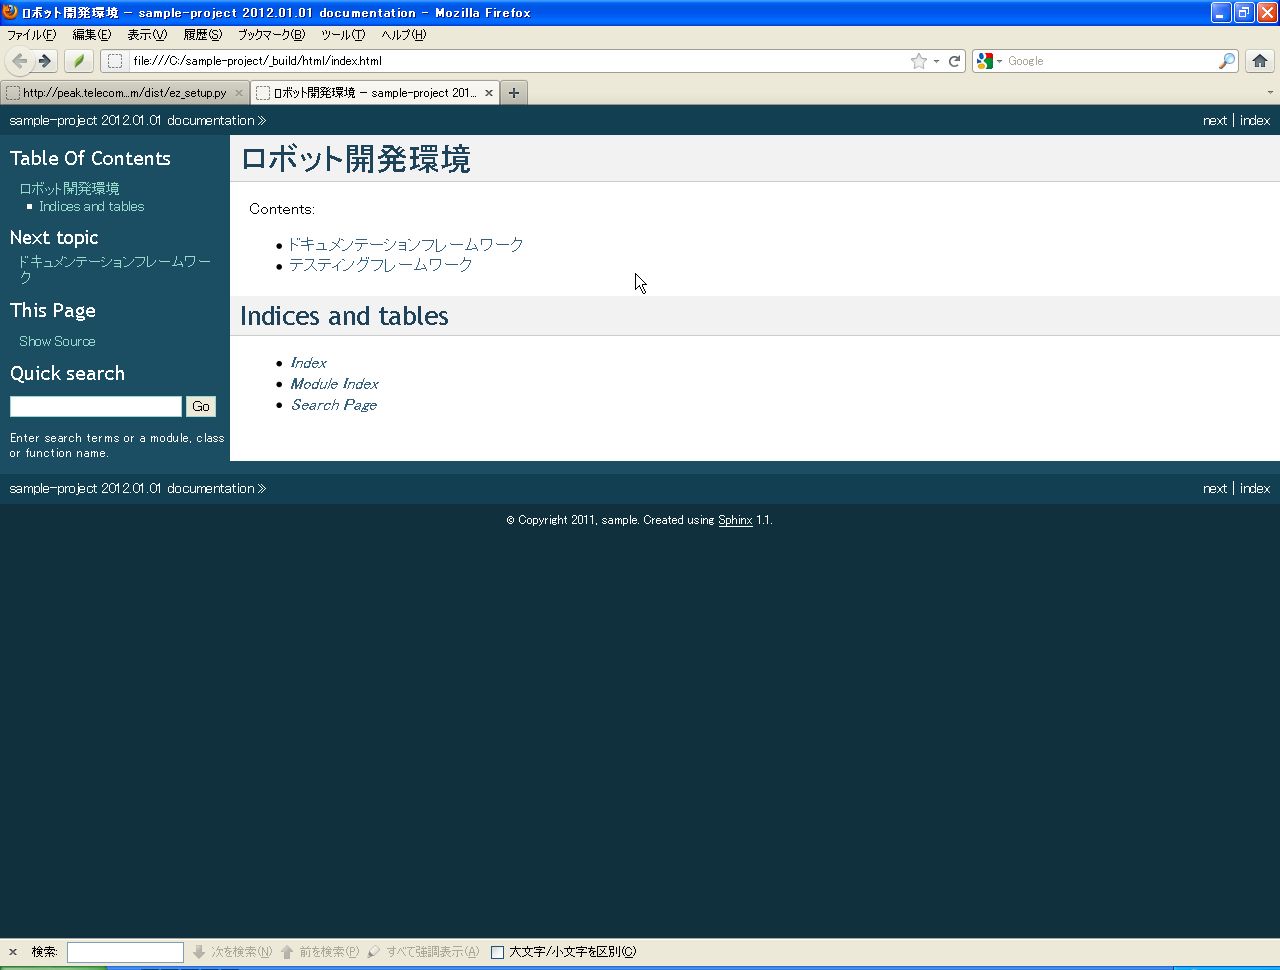 ロボット開発環境 — sample-project 2012.01.01 documentation - Mozilla Firefox
ファイル(F) 編集(E) 表示(V) 履歴(S) ブックマーク(B) ツール(T) ヘルプ(H)
file:///C:/sample-project/_build/html/index.html
Google
http://peak.telecom...m/dist/ez_setup.py
ロボット開発環境 — sample-project 201...
sample-project 2012.01.01 documentation »
next | index
Table Of Contents
ロボット開発環境
Indices and tables
Next topic
ドキュメンテーションフレームワー
ク
This Page
Show Source
Quick search
Go
Enter search terms or a module, class
or function name.
ロボット開発環境
Contents:
ドキュメンテーションフレームワーク
テスティングフレームワーク
Indices and tables
Index
Module Index
Search Page
sample-project 2012.01.01 documentation »
next | index
© Copyright 2011, sample. Created using Sphinx 1.1.
検索: 次を検索(N) 前を検索(P) すべて強調表示(A) 大文字/小文字を区別(C)